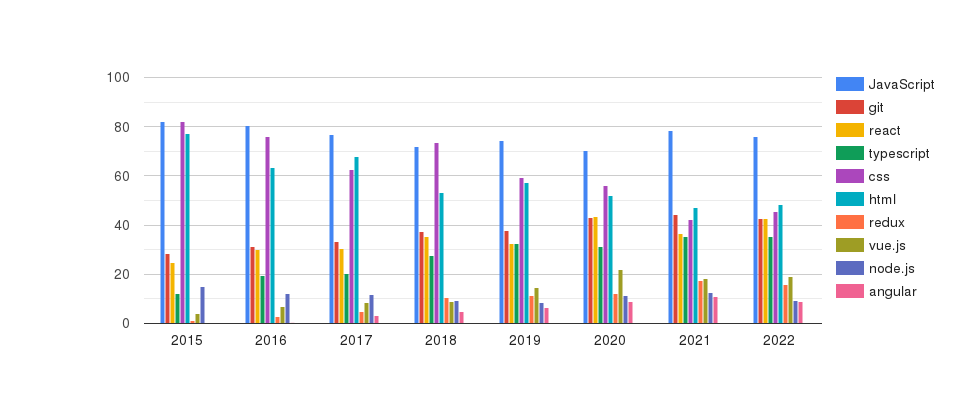 100
80
60
40
20
0
2015 2016 2017 2018 2019 2020 2021 2022
JavaScript
git
react
typescript
css
html
redux
vue.js
node.js
angular